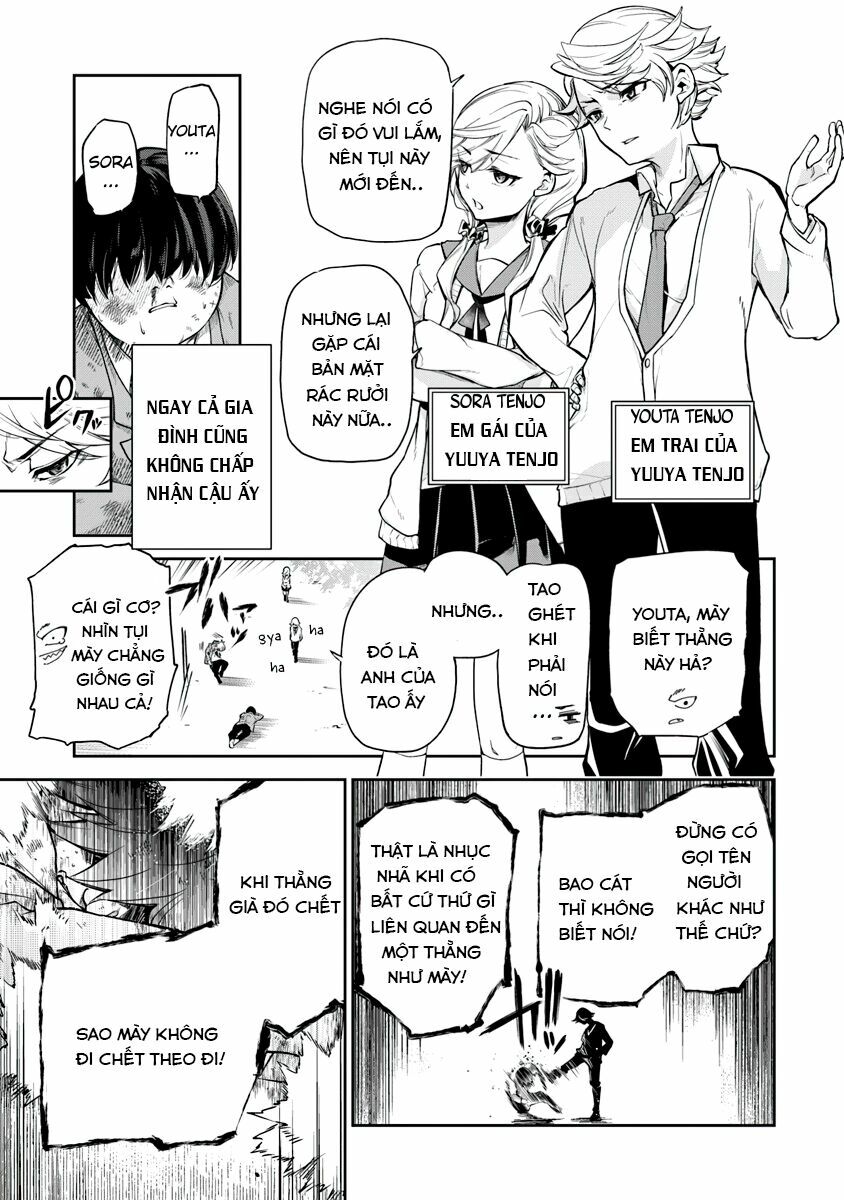 NGHE NÓI CÓ
GÌ ĐÓ VUI LẮM,
NÊN TỤI NÀY
MỚI ĐẾN..
NHƯNG LẠI
GẶP CÁI
BẢN MẶT
RÁC RƯỞI
NÀY NỮA..
YOUTA TENJO
EM TRAI CỦA
YUUYA TENJO
SORA TENJO
EM GÁI CỦA
YUUYA TENJO
YOUTA
...
SORA
...
NGAY CẢ GIA
ĐÌNH CŨNG
KHÔNG CHẤP
NHẬN CẬU ẤY
ピクッ
YOUTA, MÀY
BIẾT THẰNG
NÀY HẢ?
TAO
GHÉT
KHI
PHẢI
NÓI
...
NHƯNG..
ĐÓ LÀ
ANH CỦA
TAO ẤY
gya
ha
ha
CÁI GÌ CƠ?
NHÌN TỤI
MÀY CHẲNG
GIỐNG GÌ
NHAU CẢ!
ĐỪNG CÓ
GỌI TÊN
NGƯỜI
KHÁC NHƯ
THẾ CHỨ?
BAO CÁT
THÌ KHÔNG
BIẾT NÓI!
THẬT LÀ NHỤC
NHÃ KHI CÓ
BẤT CỨ THỨ GÌ
LIÊN QUAN ĐẾN
MỘT THẰNG
NHƯ MÀY!
KHI THẰNG
GIÀ ĐÓ CHẾT
SAO MÀY KHÔNG
ĐI CHẾT THEO ĐI!